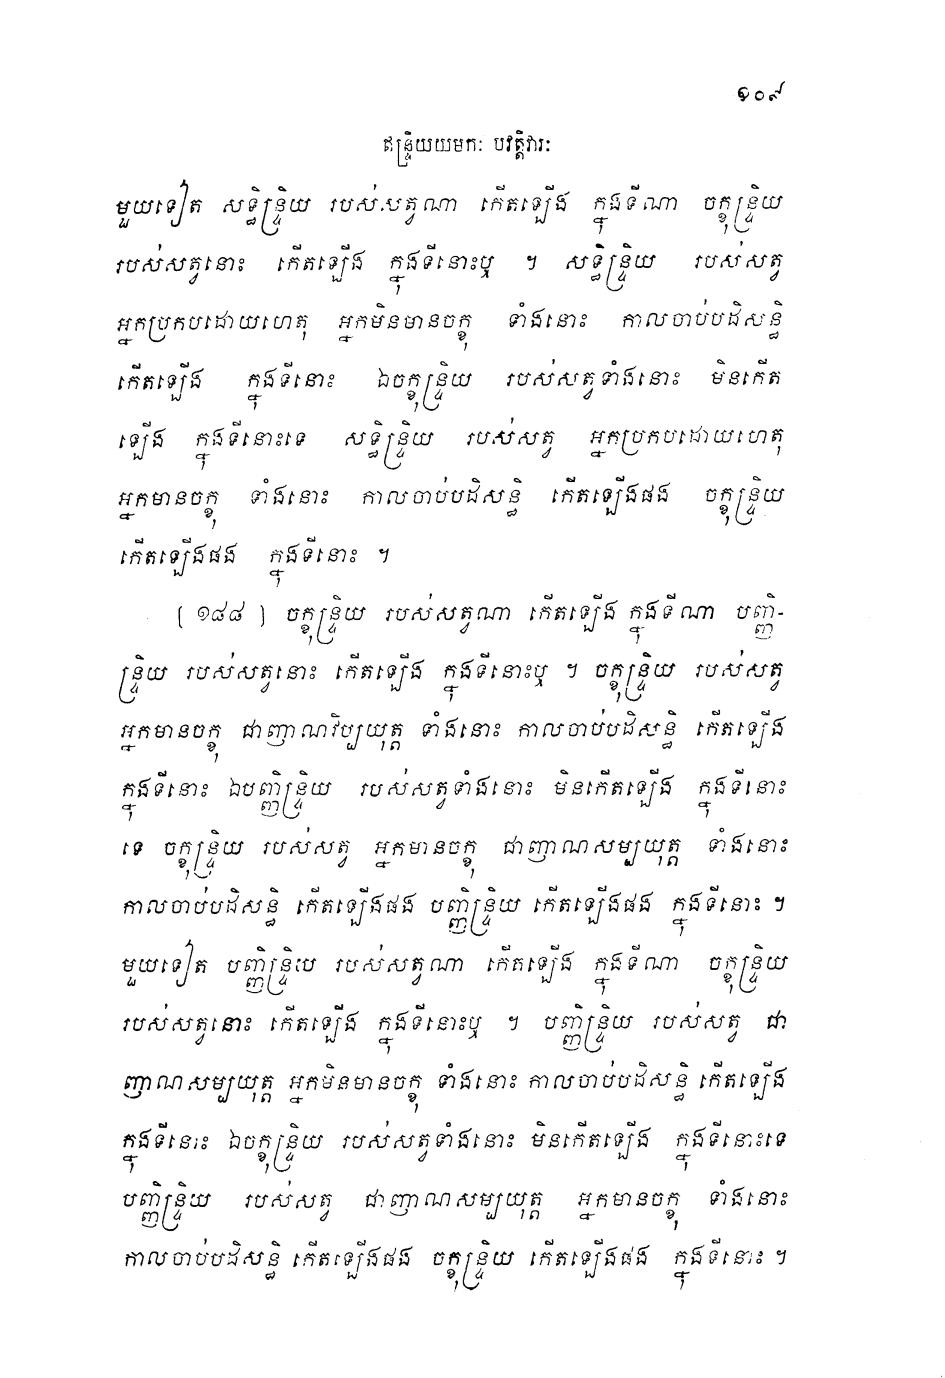 ១០៩
ឥន្ទ្រិយយមកៈ បវត្តិវារៈ
មួយទៀត សទ្ធិន្ទ្រិយ របស់សត្វណា កើតឡើង ក្នុងទីណា ចក្ខុន្ទ្រិយ
របស់សត្វនោះ កើតឡើង ក្នុងទីនោះឬ ។ សទ្ធិន្ទ្រិយ របស់សត្វ
អ្នកប្រកបដោយហេតុ អ្នកមិនមានចក្ខុ ទាំងនោះ កាលចាប់បដិសន្ធិ
កើតឡើង ក្នុងទីនោះ ឯចក្ខុន្ទ្រិយ របស់សត្វទាំងនោះ មិនកើត
ឡើង ក្នុងទីនោះទេ សទ្ធិន្ទ្រិយ របស់សត្វ អ្នកប្រកបដោយហេតុ
អ្នកមានចក្ខុ ទាំងនោះ កាលចាប់បដិសន្ធិ កើតឡើងផង ចក្ខុន្ទ្រិយ
កើតឡើងផង ក្នុងទីនោះ ។
( ១៨៨ ) ចក្ខុន្ទ្រិយ របស់សត្វណា កើតឡើង ក្នុងទីណា បញ្ញិ-
ន្ទ្រិយ របស់សត្វនោះ កើតឡើង ក្នុងទីនោះឬ ។ ចក្ខុន្ទ្រិយ របស់សត្វ
អ្នកមានចក្ខុ ជាញាណវិប្បយុត្ត ទាំងនោះ កាលចាប់បដិសន្ធិ កើតឡើង
ក្នុងទីនោះ ឯបញ្ញិន្ទ្រិយ របស់សត្វទាំងនោះ មិនកើតឡើង ក្នុងទីនោះ
ទេ ចក្ខុន្ទ្រិយ របស់សត្វ អ្នកមានចក្ខុ ជាញាណសម្បយុត្ត ទាំងនោះ
កាលចាប់បដិសន្ធិ កើតឡើងផង បញ្ញិន្ទ្រិយ កើតឡើងផង ក្នុងទីនោះ ។
មួយទៀត បញ្ញិន្ទ្រិយ របស់សត្វណា កើតឡើង ក្នុងទីណា ចក្ខុន្ទ្រិយ
របស់សត្វនោះ កើតឡើង ក្នុងទីនោះឬ ។ បញ្ញិន្ទ្រិយ របស់សត្វ ជា
ញាណសម្បយុត្ត អ្នកមិនមានចក្ខុ ទាំងនោះ កាលចាប់បដិសន្ធិ កើតឡើង
ក្នុងទីនោះ ឯចក្ខុន្ទ្រិយ របស់សត្វទាំងនោះ មិនកើតឡើង ក្នុងទីនោះទេ
បញ្ញិន្ទ្រិយ របស់សត្វ ជាញាណសម្បយុត្ត អ្នកមានចក្ខុ ទាំងនោះ
កាលចាប់បដិសន្ធិ កើតឡើងផង ចក្ខុន្ទ្រិយ កើតឡើងផង ក្នុងទីនោះ ។